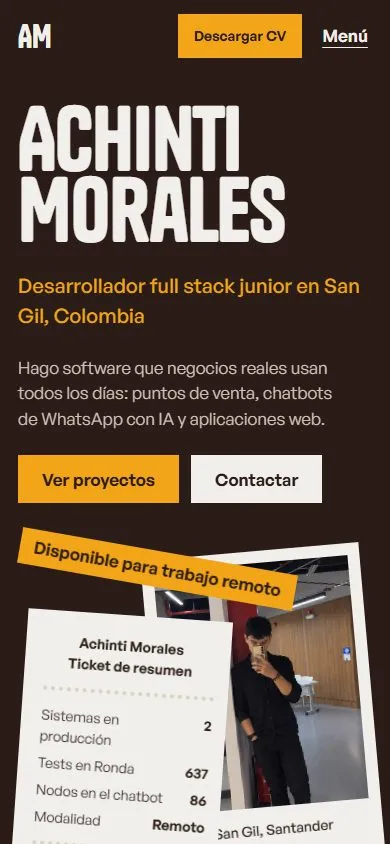 AM
Descargar CV
Menú
ACHINTI
MORALES
Desarrollador full stack junior en San
Gil, Colombia
Hago software que negocios reales usan
todos los días: puntos de venta, chatbots
de WhatsApp con IA y aplicaciones web.
Ver proyectos
Contactar
Disponible para trabajo remoto
Achinti Morales
Ticket de resumen
Sistemas en 2
producción
Tests en Ronda 637
Nodos en el chatbot 86
Modalidad Remoto
San Gil, Santander